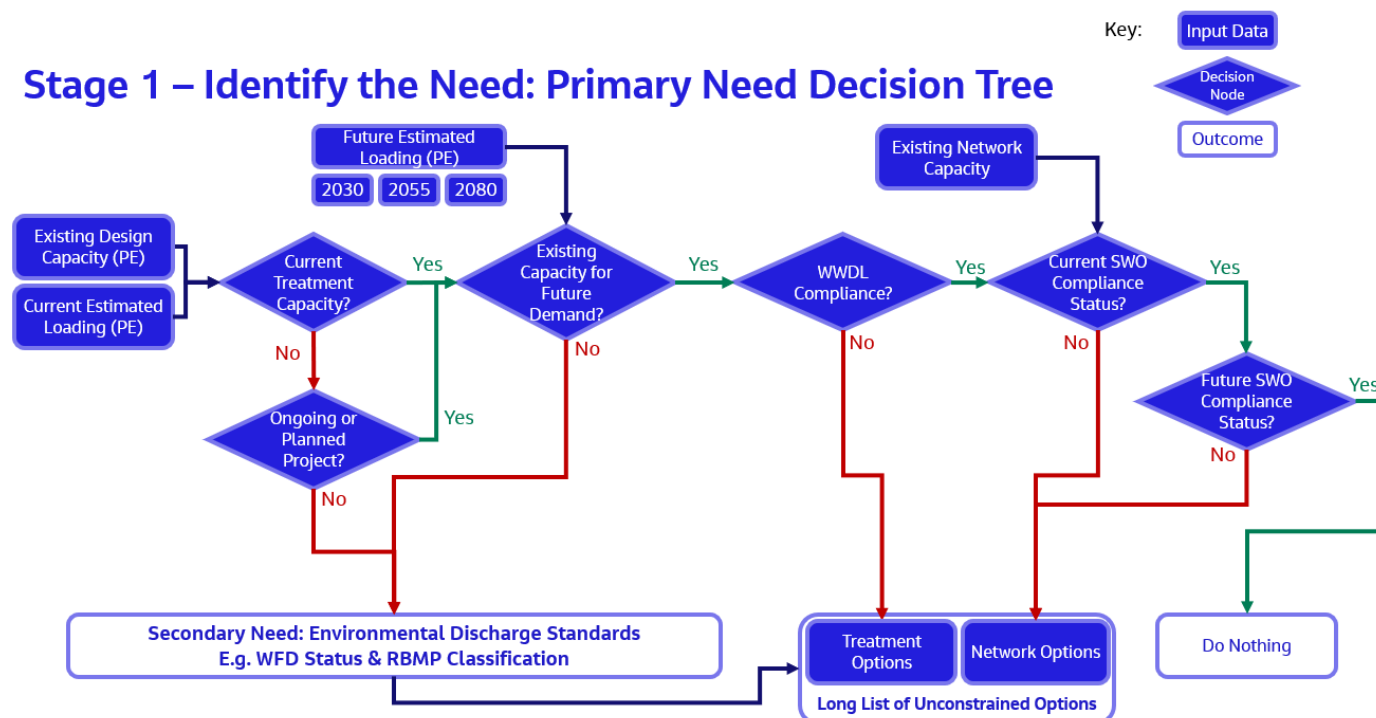 Key:
Input Data
Stage 1 – Identify the Need: Primary Need Decision Tree
Decision
Node
Outcome
Future Estimated
Loading (PE)
2030
2055
2080
Existing Network
Capacity
Existing Design
Capacity (PE)
Current Estimated
Loading (PE)
Current
Treatment
Capacity?
Yes
Existing
Capacity for
Future
Demand?
Yes
WWDL
Compliance?
Yes
Current SWO
Compliance
Status?
Yes
No
No
No
No
Ongoing or
Planned
Project?
Yes
Future SWO
Compliance
Status?
Yes
No
No
Secondary Need: Environmental Discharge Standards
E.g. WFD Status & RBMP Classification
Treatment
Options
Network Options
Long List of Unconstrained Options
Do Nothing